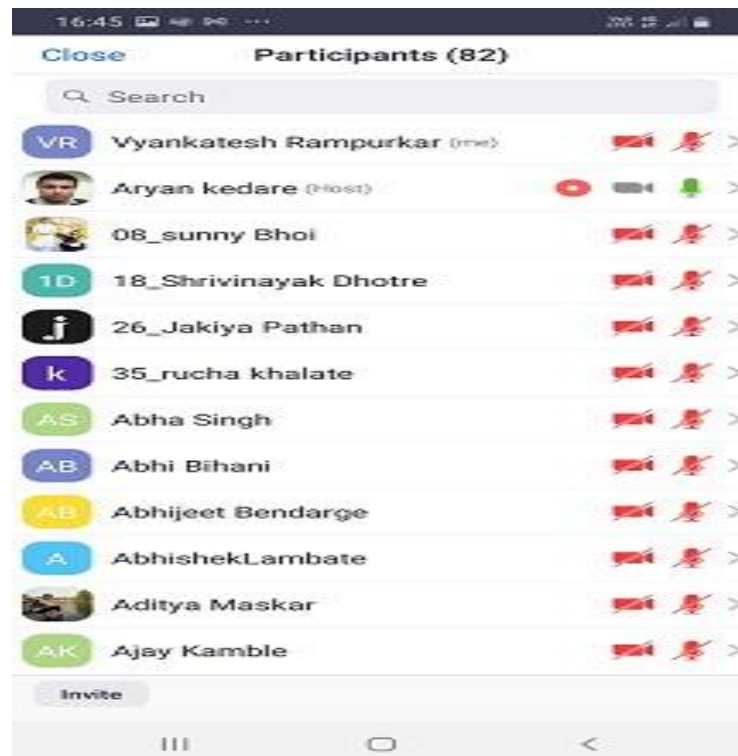 16:45
Close Participants (82)
Search
VR Vyankatesh Rampurkar (me)
Aryan kedare (Host)
08_sunny Bhoi
1D 18_Shrivinayak Dhotre
j 26_Jakiya Pathan
k 35_rucha khalate
AS Abha Singh
AB Abhi Bihani
AB Abhijeet Bendarge
A AbhishekLambate
Aditya Maskar
AK Ajay Kamble
Invite